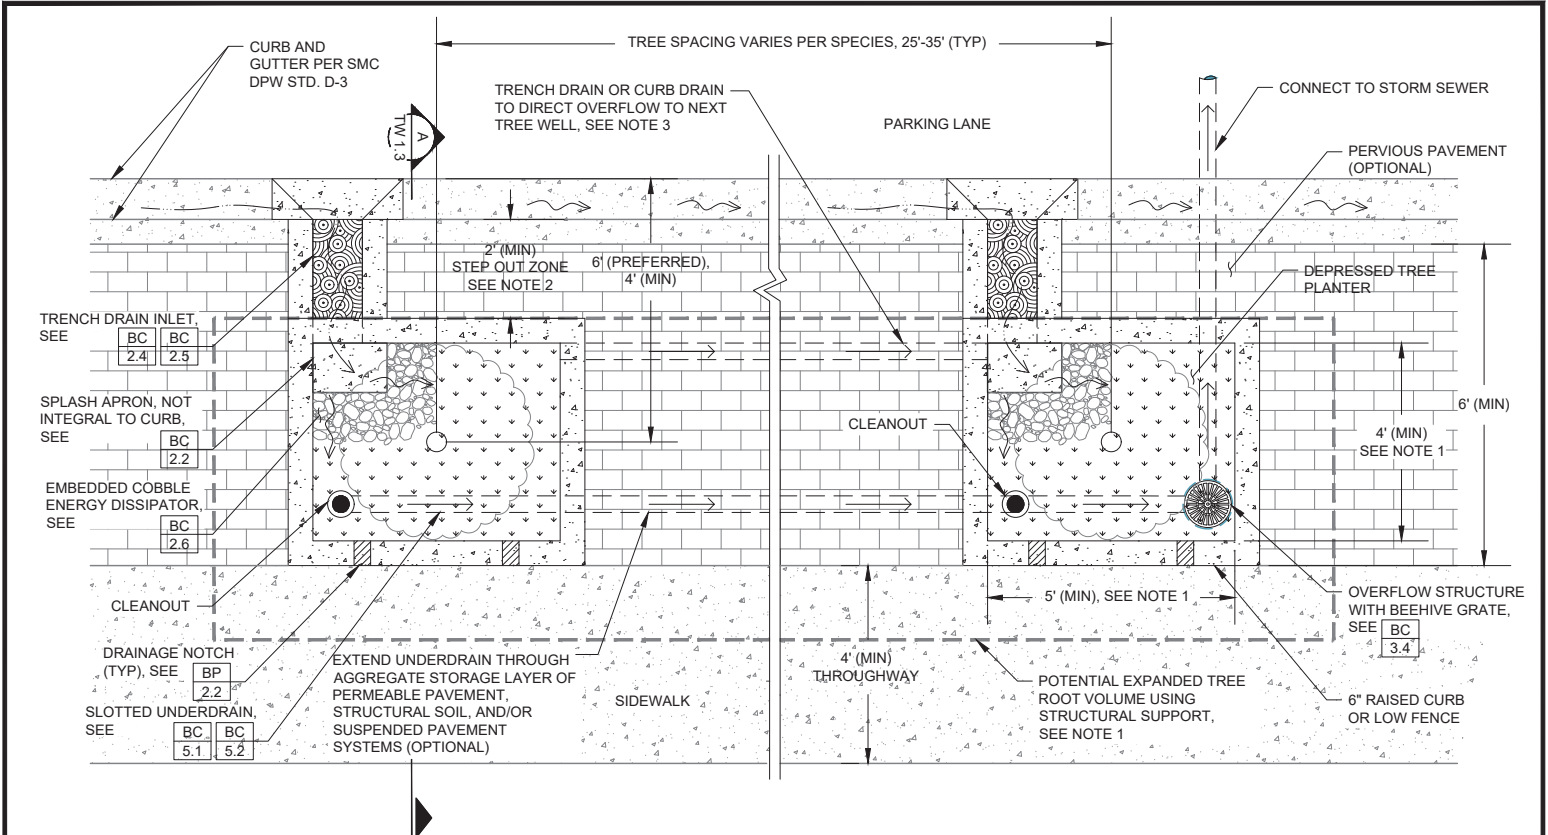 CURB AND
GUTTER PER SMC
DPW STD. D-3
TREE SPACING VARIES PER SPECIES, 25'-35' (TYP)
TRENCH DRAIN OR CURB DRAIN
TO DIRECT OVERFLOW TO NEXT
TREE WELL, SEE NOTE 3
PARKING LANE
CONNECT TO STORM SEWER
PERVIOUS PAVEMENT
(OPTIONAL)
A
TW 1.3
2' (MIN)
STEP OUT ZONE
SEE NOTE 2
6' (PREFERRED),
4' (MIN)
DEPRESSED TREE
PLANTER
TRENCH DRAIN INLET,
SEE
BC BC
2.4 2.5
SPLASH APRON, NOT
INTEGRAL TO CURB,
SEE
BC
2.2
EMBEDDED COBBLE
ENERGY DISSIPATOR,
SEE
BC
2.6
CLEANOUT
6' (MIN)
4' (MIN)
SEE NOTE 1
CLEANOUT
DRAINAGE NOTCH
(TYP), SEE
BP
2.2
SLOTTED UNDERDRAIN,
SEE
BC BC
5.1 5.2
EXTEND UNDERDRAIN THROUGH
AGGREGATE STORAGE LAYER OF
PERMEABLE PAVEMENT,
STRUCTURAL SOIL, AND/OR
SUSPENDED PAVEMENT
SYSTEMS (OPTIONAL)
SIDEWALK
4' (MIN)
THROUGHWAY
5' (MIN), SEE NOTE 1
POTENTIAL EXPANDED TREE
ROOT VOLUME USING
STRUCTURAL SUPPORT,
SEE NOTE 1
OVERFLOW STRUCTURE
WITH BEEHIVE GRATE,
SEE
BC
3.4
6" RAISED CURB
OR LOW FENCE